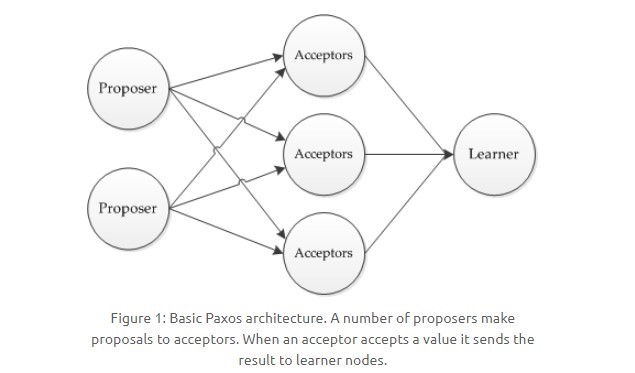 Proposer
Proposer
Acceptors
Acceptors
Acceptors
Learner
Figure 1: Basic Paxos architecture. A number of proposers make
proposals to acceptors. When an acceptor accepts a value it sends the
result to learner nodes.